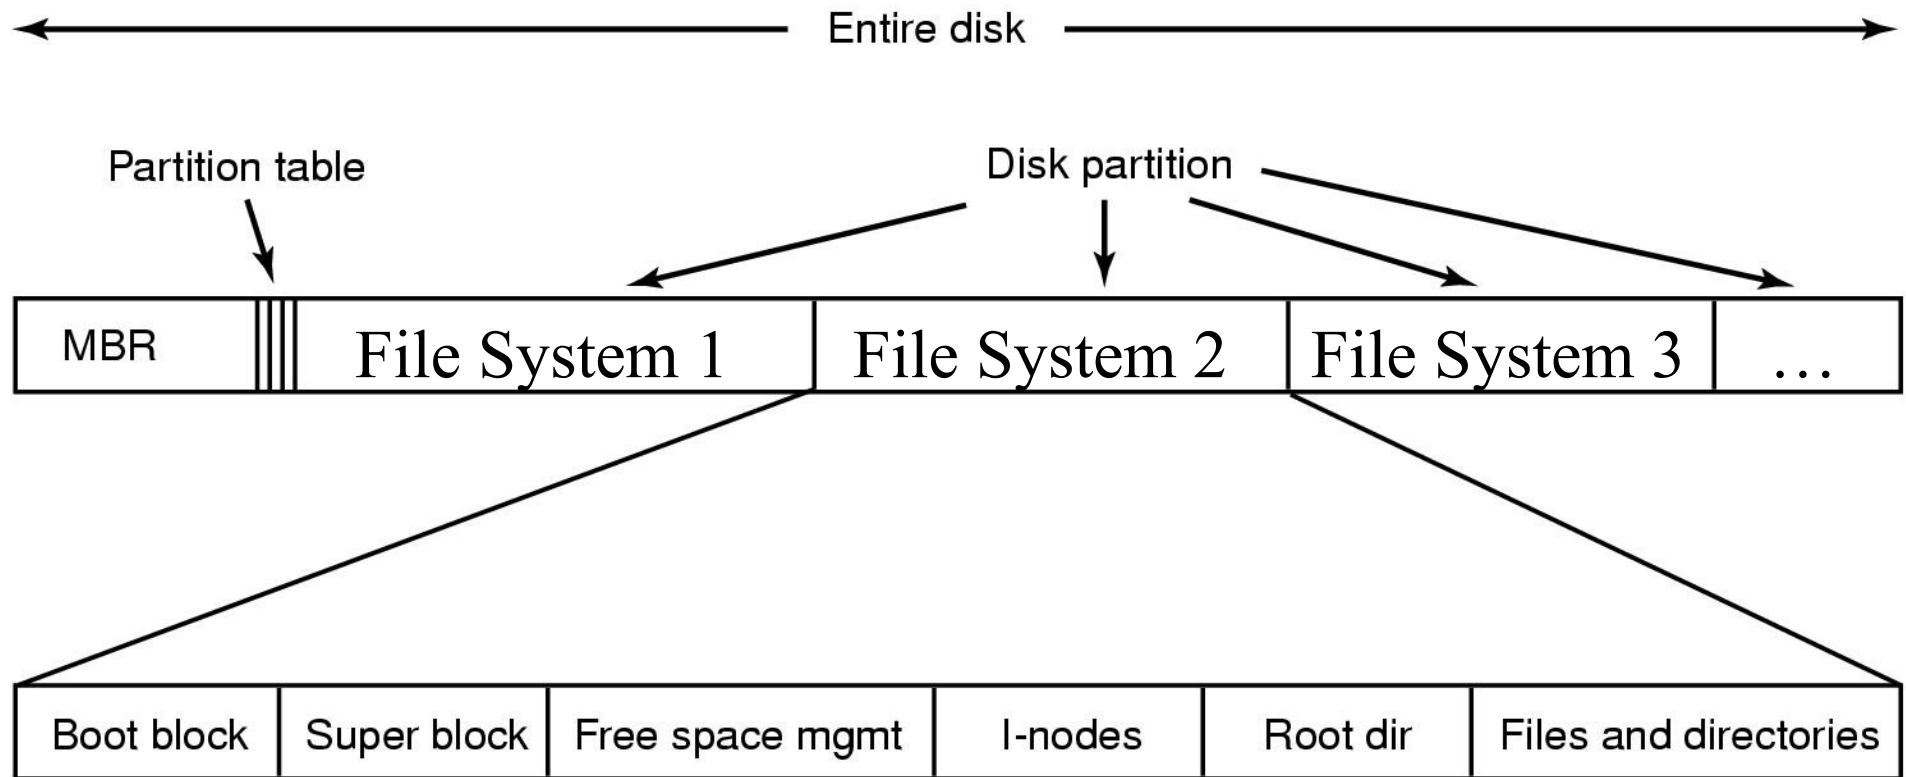 Entire disk
Partition table
Disk partition
MBR
File System 1
File System 2
File System 3
...
Boot block
Super block
Free space mgmt
I-nodes
Root dir
Files and directories